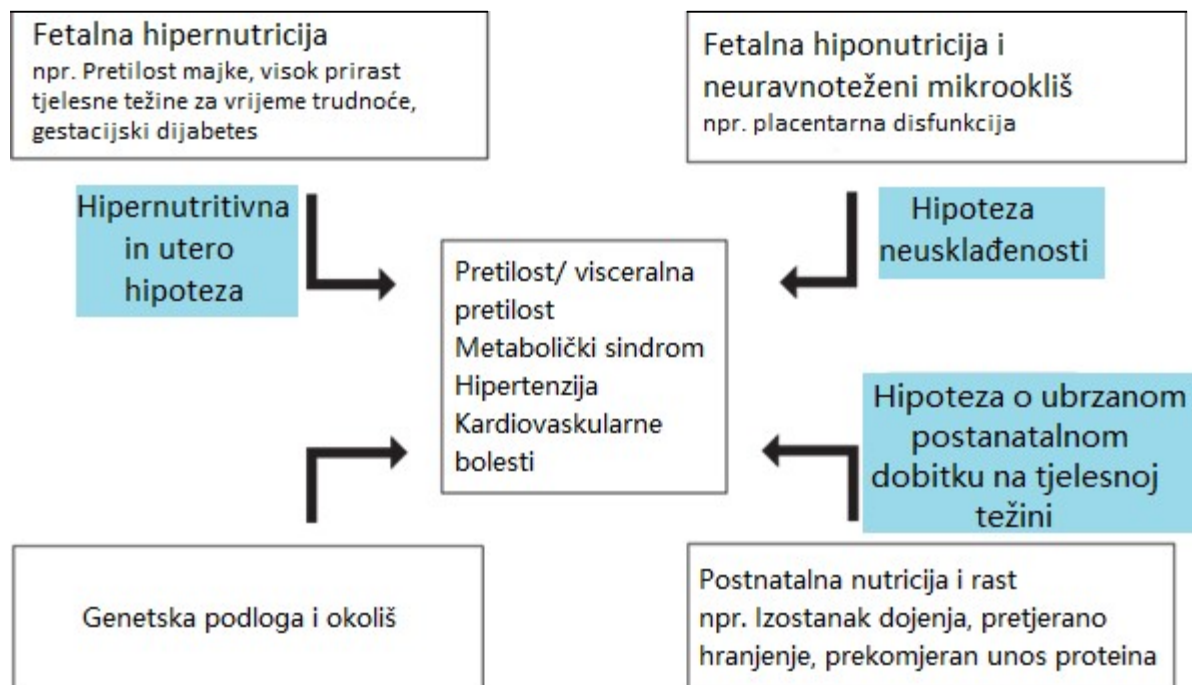 Fetalna hipernutricija
npr. Pretilost majke, visok prirast
tjelesne težine za vrijeme trudnoće,
gestacijski dijabetes
Fetalna hiponutricija i
neuravnoteženi mikrookliš
npr. placentarna disfunkcija
Hipernutritivna
in utero
hipoteza
Hipoteza
neusklađenosti
Pretilost/ visceralna
pretilost
Metabolički sindrom
Hipertenzija
Kardiovaskularne
bolesti
Hipoteza o ubrzanom
postanatalnom
dobitku na tjelesnoj
težini
Genetska podloga i okoliš
Postnatalna nutricija i rast
npr. Izostanak dojenja, pretjerano
hranjenje, prekomjeran unos proteina